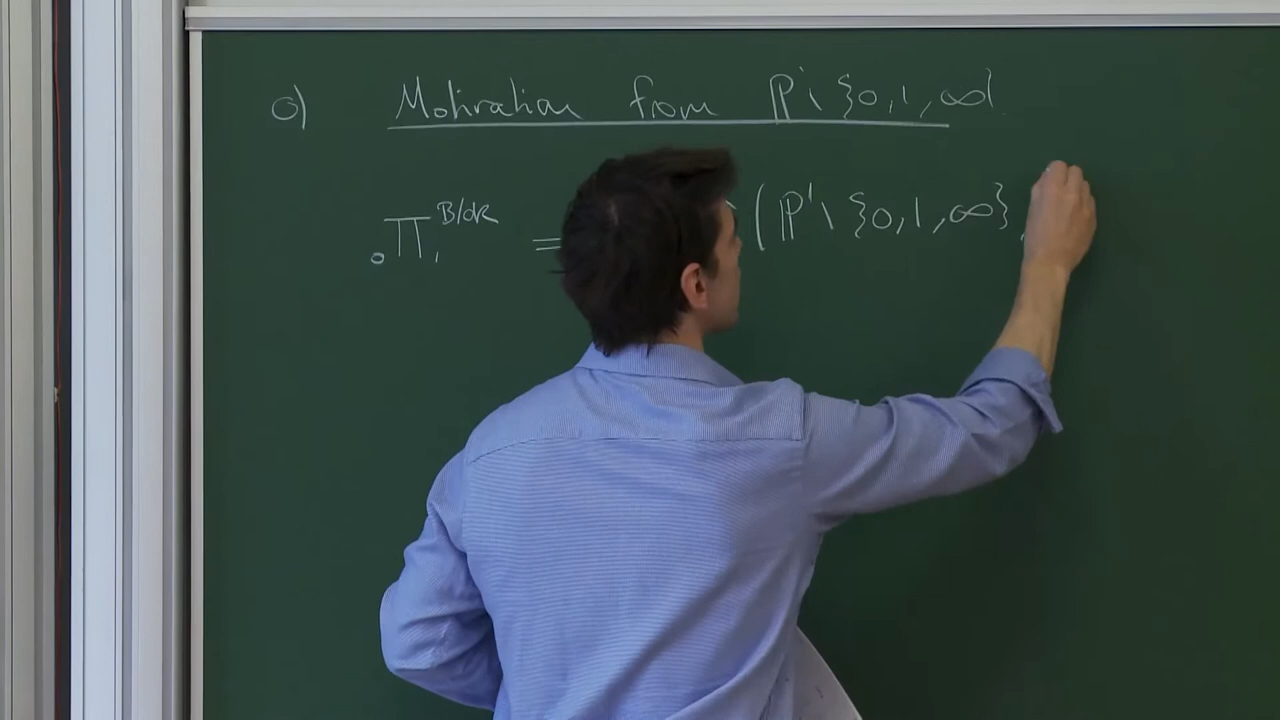 0) Motivation from ℙ¹\{0,1,∞}
₀Π₁^{B/dR} = (ℙ¹\{0,1,∞},